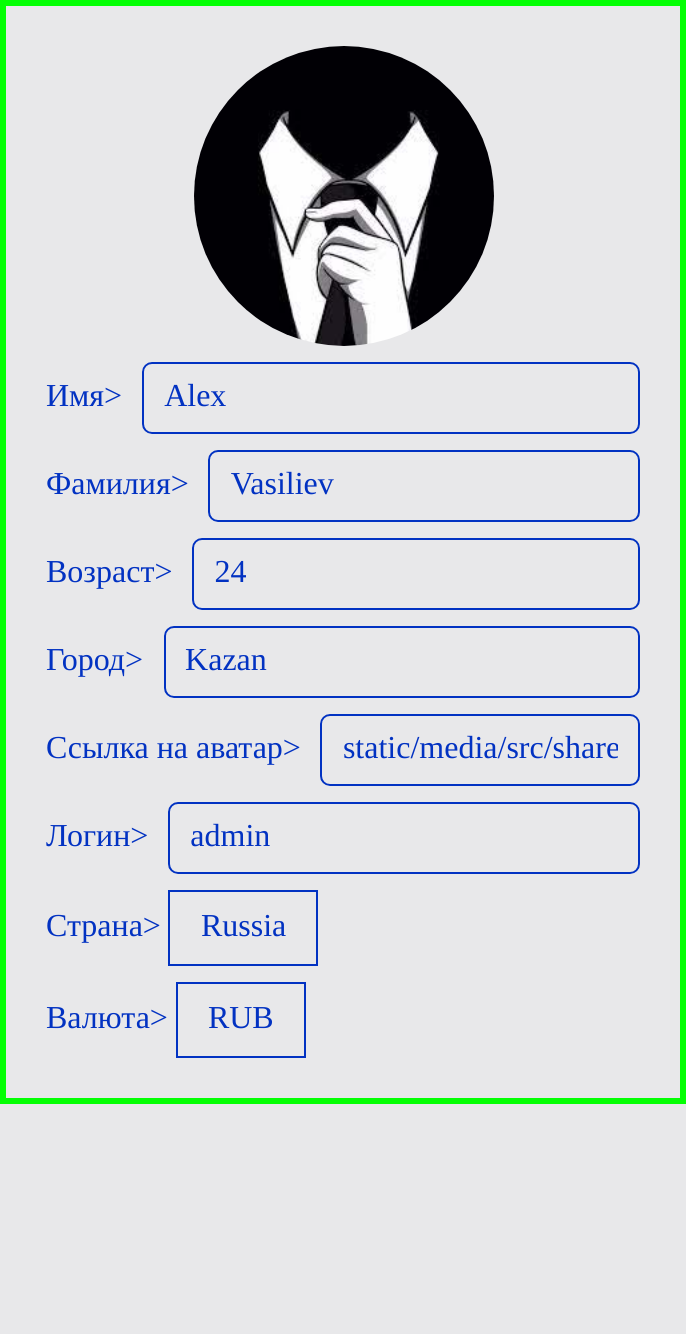 Имя> Alex
Фамилия> Vasiliev
Возраст> 24
Город> Kazan
Ссылка на аватар> static/media/src/share
Логин> admin
Страна> Russia
Валюта> RUB